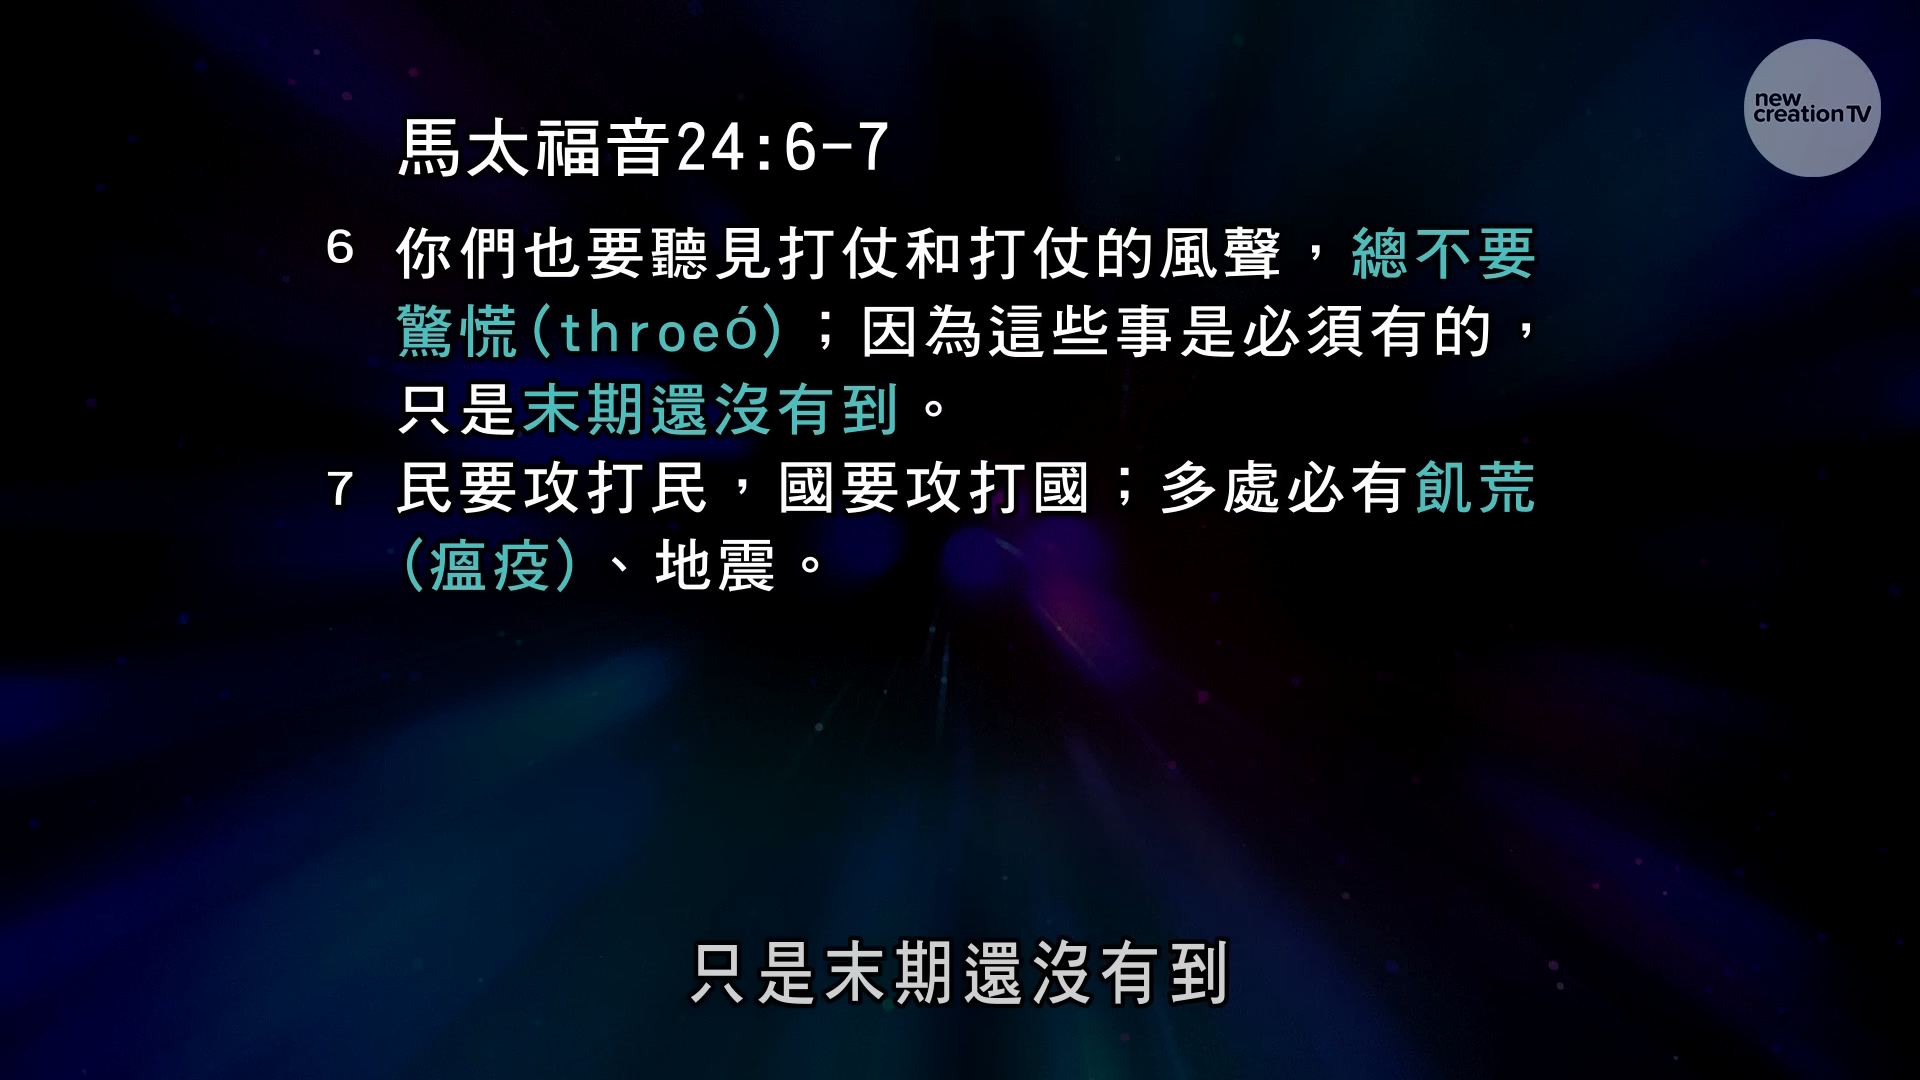 new
creation TV
馬太福音24:6-7
6 你們也要聽見打仗和打仗的風聲，總不要
驚慌(throeó)；因為這些事是必須有的，
只是末期還沒有到。
7 民要攻打民，國要攻打國；多處必有飢荒
(瘟疫)、地震。
只是末期還沒有到